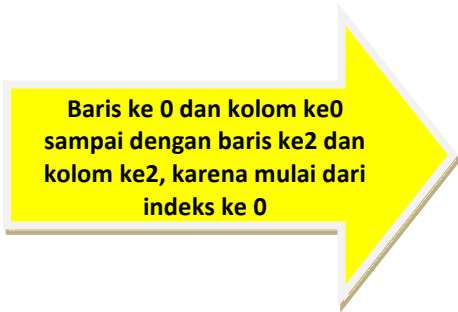 Baris ke 0 dan kolom ke0
sampai dengan baris ke2 dan
kolom ke2, karena mulai dari
indeks ke 0